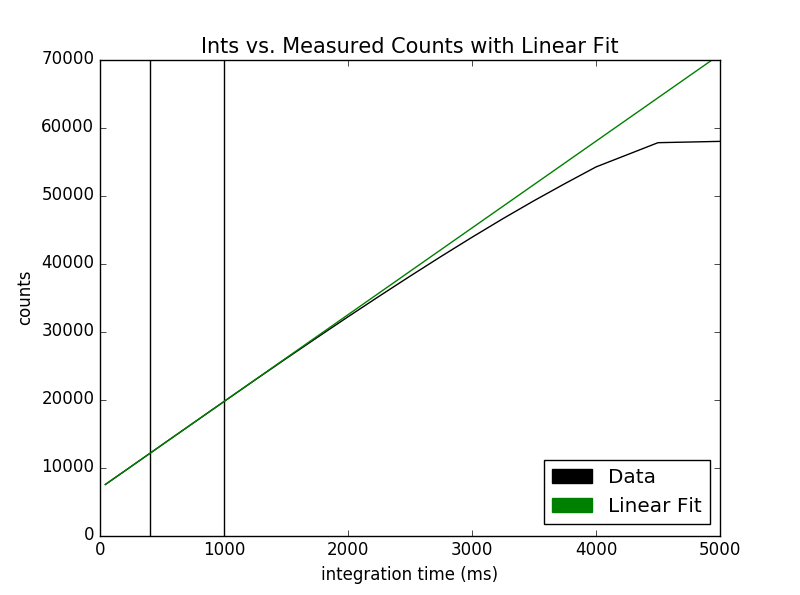 Ints vs. Measured Counts with Linear Fit
70000
60000
50000
40000
30000
20000
10000
0
counts
0 1000 2000 3000 4000 5000
integration time (ms)
Data
Linear Fit